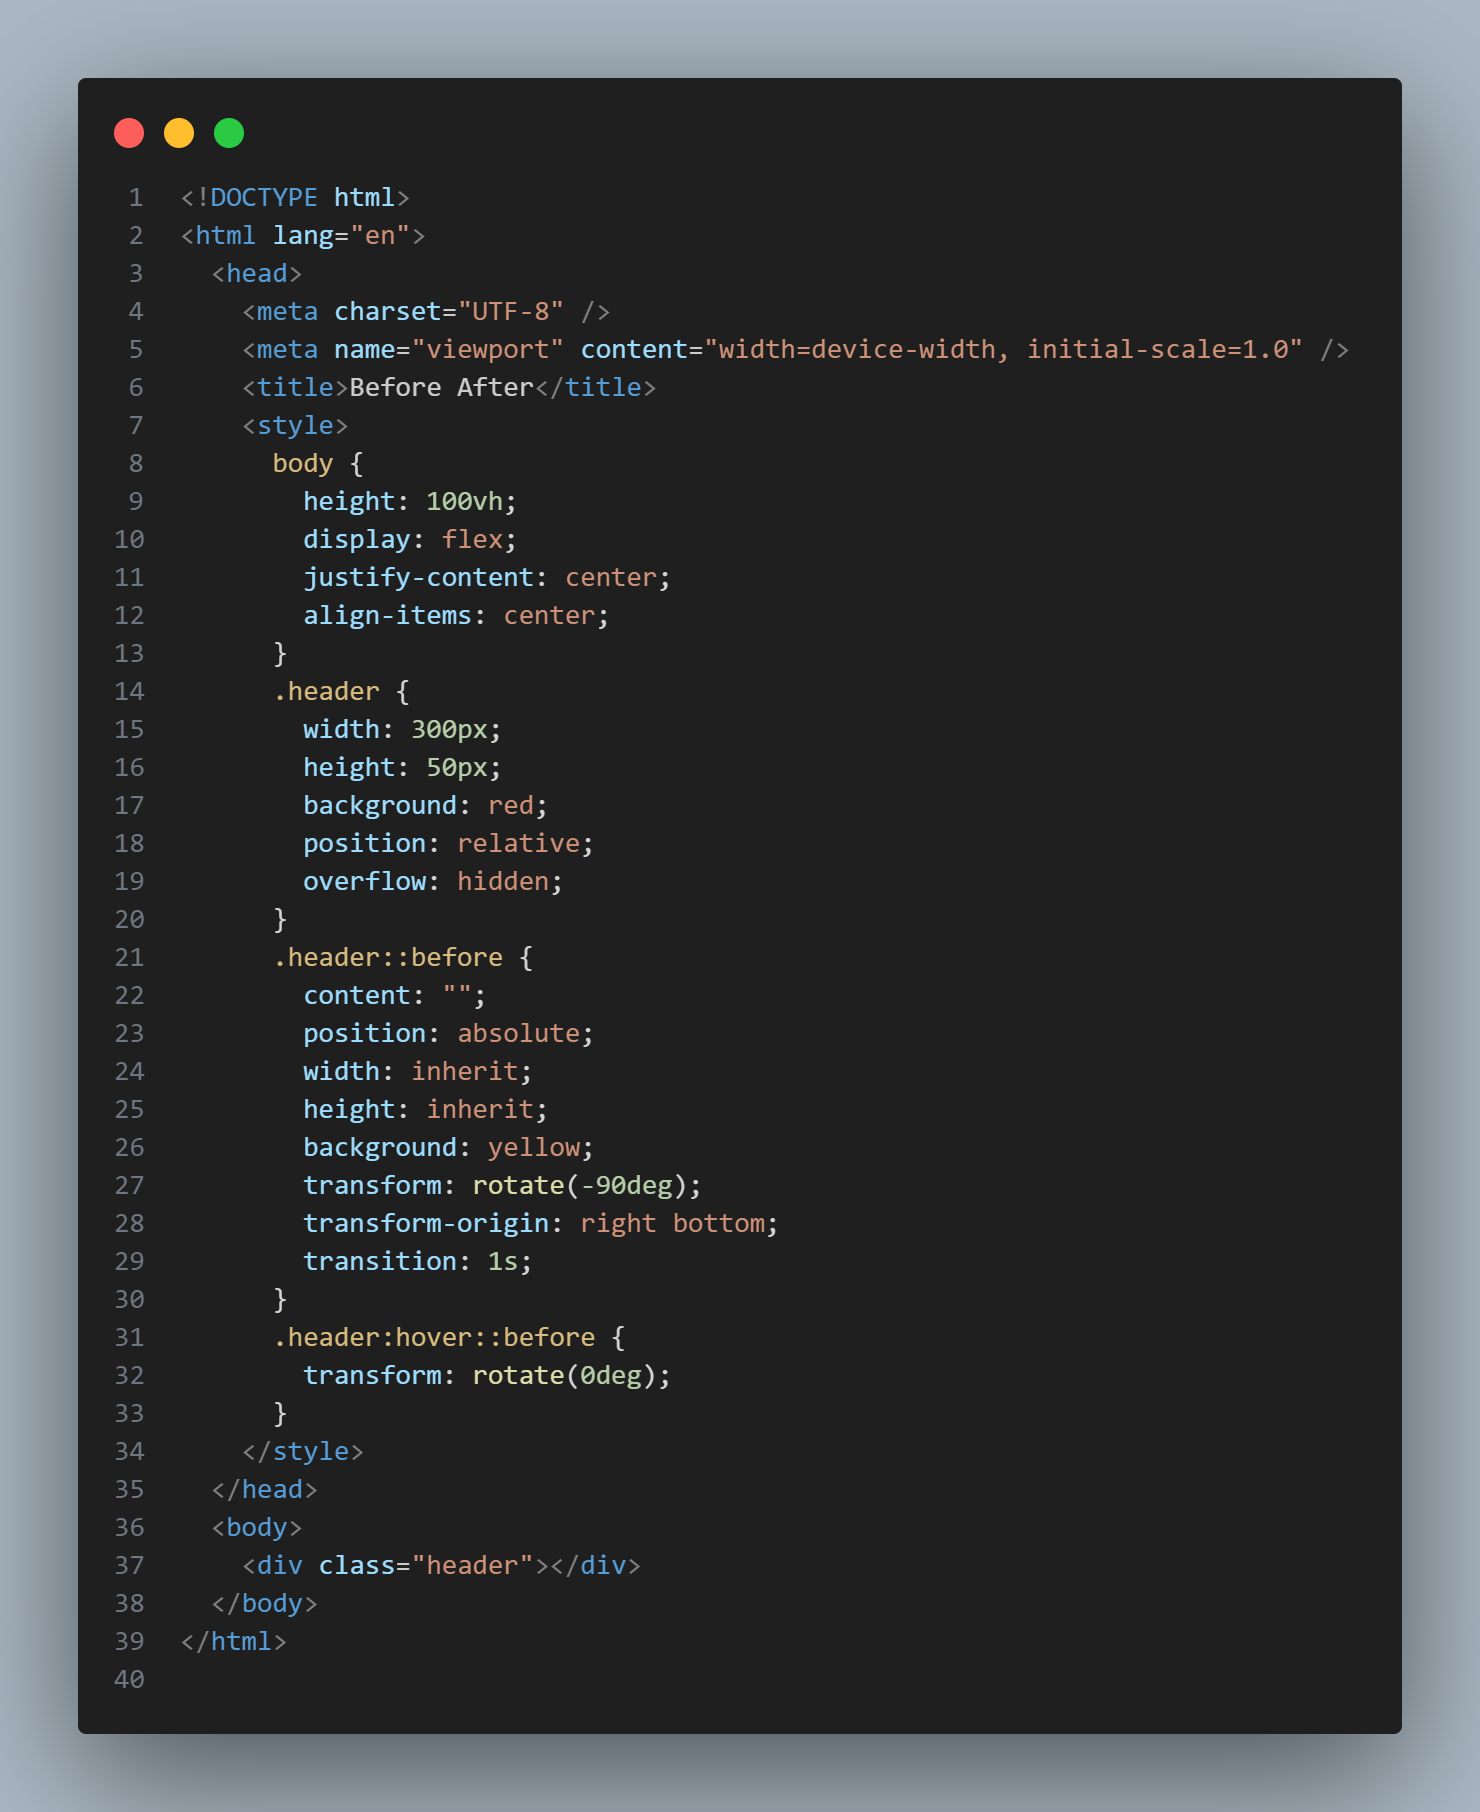 1 <!DOCTYPE html>
2 <html lang="en">
3   <head>
4     <meta charset="UTF-8" />
5     <meta name="viewport" content="width=device-width, initial-scale=1.0" />
6     <title>Before After</title>
7     <style>
8       body {
9         height: 100vh;
10         display: flex;
11         justify-content: center;
12         align-items: center;
13       }
14       .header {
15         width: 300px;
16         height: 50px;
17         background: red;
18         position: relative;
19         overflow: hidden;
20       }
21       .header::before {
22         content: "";
23         position: absolute;
24         width: inherit;
25         height: inherit;
26         background: yellow;
27         transform: rotate(-90deg);
28         transform-origin: right bottom;
29         transition: 1s;
30       }
31       .header:hover::before {
32         transform: rotate(0deg);
33       }
34     </style>
35   </head>
36   <body>
37     <div class="header"></div>
38   </body>
39 </html>
40